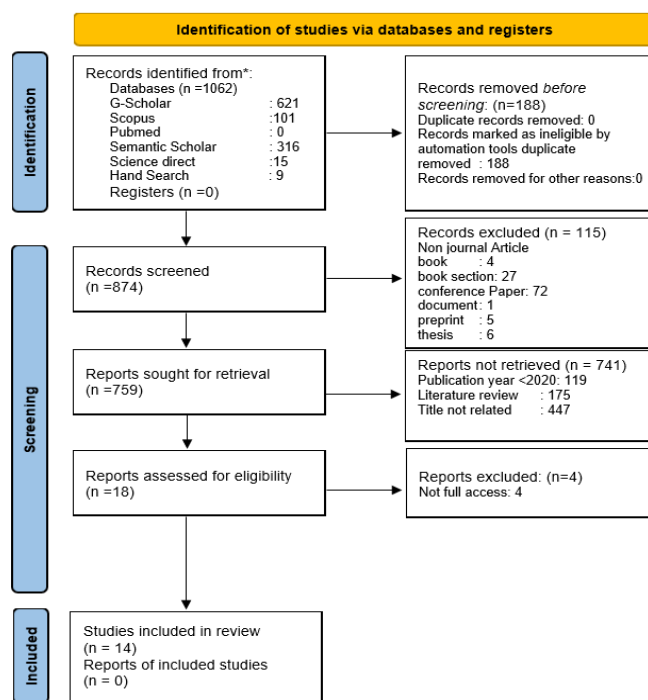 Identification of studies via databases and registers
Identification
Records identified from*:
Databases (n =1062)
G-Scholar : 621
Scopus :101
Pubmed : 0
Semantic Scholar : 316
Science direct :15
Hand Search : 9
Registers (n =0)
Records removed before
screening: (n=188)
Duplicate records removed: 0
Records marked as ineligible by
automation tools duplicate
removed : 188
Records removed for other reasons:0
Screening
Records screened
(n =874)
Records excluded (n = 115)
Non journal Article
book : 4
book section: 27
conference Paper: 72
document: 1
preprint : 5
thesis : 6
Reports sought for retrieval
(n =759)
Reports not retrieved (n = 741)
Publication year <2020: 119
Literature review : 175
Title not related : 447
Reports assessed for eligibility
(n =18)
Reports excluded: (n=4)
Not full access: 4
Included
Studies included in review
(n = 14)
Reports of included studies
(n = 0)